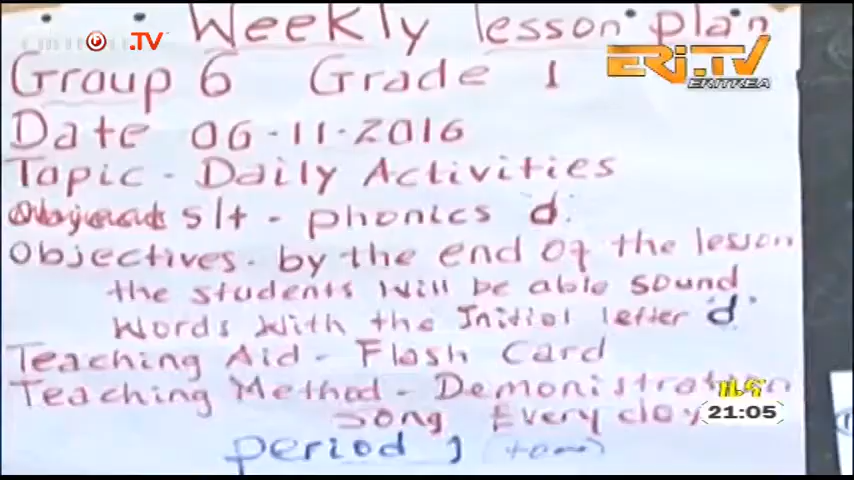 Weekly lesson plan
ERi.TV
ERITREA
.TV
Group 6 Grade 1
Date 06-11-2016
Topic - Daily Activities
s/t - phonics d.
Objectives - by the end of the lesson
the students will be able sound
Words with the Initial letter d
Teaching Aid - Flash Card
Teaching Method - Demonistration
song Every day
21:05
period 1